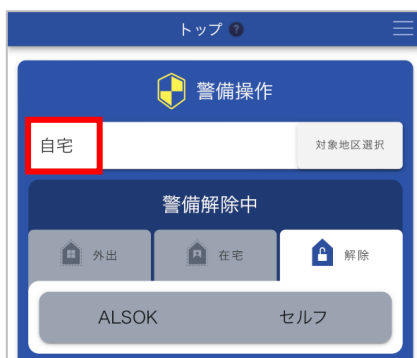 トップ ?
警備操作
自宅 対象地区選択
警備解除中
外出 在宅 解除
ALSOK セルフ